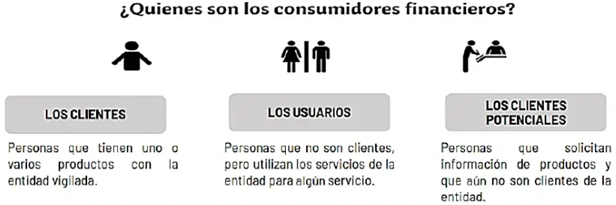 ¿Quienes son los consumidores financieros?
LOS CLIENTES
Personas que tienen uno o
varios productos con la
entidad vigilada.
LOS USUARIOS
Personas que no son clientes,
pero utilizan los servicios de la
entidad para algún servicio.
LOS CLIENTES
POTENCIALES
Personas que solicitan
información de productos y
que aún no son clientes de la
entidad.